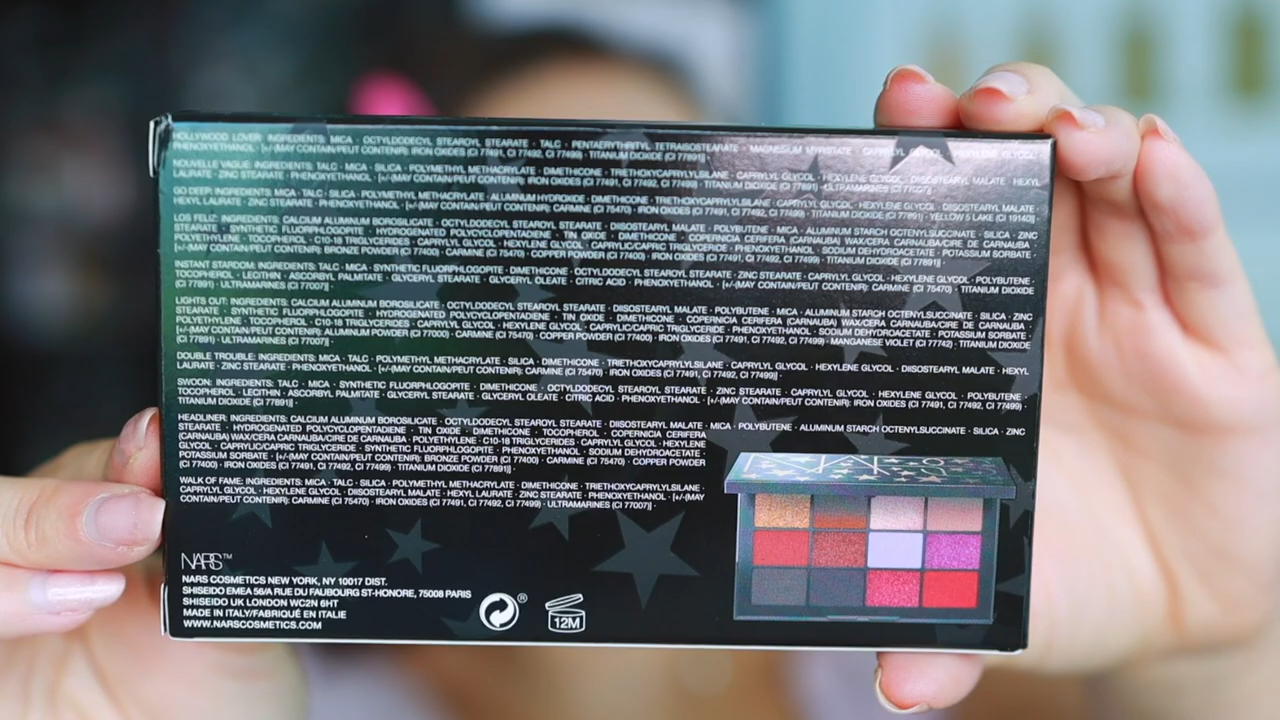 HOLLYWOOD LOVER: INGREDIENTS: MICA · OCTYLDODECYL STEAROYL STEARATE · TALC · PENTAERYTHRITYL TETRAISOSTEARATE · MAGNESIUM MYRISTATE · CAPRYLYL GLYCOL · HEXYLENE GLYCOL ·
PHENOXYETHANOL · [+/-(MAY CONTAIN/PEUT CONTENIR): IRON OXIDES (CI 77491, CI 77492, CI 77499) · TITANIUM DIOXIDE (CI 77891)] ·
NOUVELLE VAGUE: INGREDIENTS: TALC · MICA · SILICA · POLYMETHYL METHACRYLATE · DIMETHICONE · TRIETHOXYCAPRYLYLSILANE · CAPRYLYL GLYCOL · HEXYLENE GLYCOL · DIISOSTEARYL MALATE · HEXYL
LAURATE · ZINC STEARATE · PHENOXYETHANOL · [+/-(MAY CONTAIN/PEUT CONTENIR): IRON OXIDES (CI 77491, CI 77492, CI 77499) · TITANIUM DIOXIDE (CI 77891) · ULTRAMARINES (CI 77007)] ·
GO DEEP: INGREDIENTS: MICA · TALC · SILICA · POLYMETHYL METHACRYLATE · ALUMINUM HYDROXIDE · DIMETHICONE · TRIETHOXYCAPRYLYLSILANE · CAPRYLYL GLYCOL · HEXYLENE GLYCOL · DIISOSTEARYL MALATE ·
HEXYL LAURATE · ZINC STEARATE · PHENOXYETHANOL · [+/-(MAY CONTAIN/PEUT CONTENIR): CARMINE (CI 75470) · IRON OXIDES (CI 77491, CI 77492, CI 77499) · TITANIUM DIOXIDE (CI 77891) · YELLOW 5 LAKE (CI 19140)]
LOS FELIZ: INGREDIENTS: CALCIUM ALUMINUM BOROSILICATE · OCTYLDODECYL STEAROYL STEARATE · DIISOSTEARYL MALATE · POLYBUTENE · MICA · ALUMINUM STARCH OCTENYLSUCCINATE · SILICA · ZINC
STEARATE · SYNTHETIC FLUORPHLOGOPITE · HYDROGENATED POLYCYCLOPENTADIENE · TIN OXIDE · DIMETHICONE · COPERNICIA CERIFERA (CARNAUBA) WAX/CERA CARNAUBA/CIRE DE CARNAUBA ·
POLYETHYLENE · TOCOPHEROL · C10-18 TRIGLYCERIDES · CAPRYLYL GLYCOL · HEXYLENE GLYCOL · CAPRYLIC/CAPRIC TRIGLYCERIDE · PHENOXYETHANOL · SODIUM DEHYDROACETATE · POTASSIUM SORBATE ·
[+/-(MAY CONTAIN/PEUT CONTENIR): BRONZE POWDER (CI 77400) · CARMINE (CI 75470) · COPPER POWDER (CI 77400) · IRON OXIDES (CI 77491, CI 77492, CI 77499) · TITANIUM DIOXIDE (CI 77891)] ·
INSTANT STARDOM: INGREDIENTS: TALC · MICA · SYNTHETIC FLUORPHLOGOPITE · DIMETHICONE · OCTYLDODECYL STEAROYL STEARATE · ZINC STEARATE · CAPRYLYL GLYCOL · HEXYLENE GLYCOL · POLYBUTENE ·
TOCOPHEROL · LECITHIN · ASCORBYL PALMITATE · GLYCERYL STEARATE · GLYCERYL OLEATE · CITRIC ACID · PHENOXYETHANOL · [+/-(MAY CONTAIN/PEUT CONTENIR): CARMINE (CI 75470) · TITANIUM DIOXIDE
(CI 77891) · ULTRAMARINES (CI 77007)] ·
LIGHTS OUT: INGREDIENTS: CALCIUM ALUMINUM BOROSILICATE · OCTYLDODECYL STEAROYL STEARATE · DIISOSTEARYL MALATE · POLYBUTENE · MICA · ALUMINUM STARCH OCTENYLSUCCINATE · SILICA · ZINC
STEARATE · SYNTHETIC FLUORPHLOGOPITE · HYDROGENATED POLYCYCLOPENTADIENE · TIN OXIDE · DIMETHICONE · COPERNICIA CERIFERA (CARNAUBA) WAX/CERA CARNAUBA/CIRE DE CARNAUBA ·
POLYETHYLENE · TOCOPHEROL · C10-18 TRIGLYCERIDES · CAPRYLYL GLYCOL · HEXYLENE GLYCOL · CAPRYLIC/CAPRIC TRIGLYCERIDE · PHENOXYETHANOL · SODIUM DEHYDROACETATE · POTASSIUM SORBATE ·
[+/-(MAY CONTAIN/PEUT CONTENIR): ALUMINUM POWDER (CI 77000) · CARMINE (CI 75470) · COPPER POWDER (CI 77400) · IRON OXIDES (CI 77491, CI 77492, CI 77499) · MANGANESE VIOLET (CI 77742) · TITANIUM DIOXIDE
(CI 77891) · ULTRAMARINES (CI 77007)] ·
DOUBLE TROUBLE: INGREDIENTS: MICA · TALC · POLYMETHYL METHACRYLATE · SILICA · DIMETHICONE · TRIETHOXYCAPRYLYLSILANE · CAPRYLYL GLYCOL · HEXYLENE GLYCOL · DIISOSTEARYL MALATE · HEXYL
LAURATE · ZINC STEARATE · PHENOXYETHANOL · [+/-(MAY CONTAIN/PEUT CONTENIR): CARMINE (CI 75470) · IRON OXIDES (CI 77491, CI 77492, CI 77499)] ·
SWOON: INGREDIENTS: TALC · MICA · SYNTHETIC FLUORPHLOGOPITE · DIMETHICONE · OCTYLDODECYL STEAROYL STEARATE · ZINC STEARATE · CAPRYLYL GLYCOL · HEXYLENE GLYCOL · POLYBUTENE ·
TOCOPHEROL · LECITHIN · ASCORBYL PALMITATE · GLYCERYL STEARATE · GLYCERYL OLEATE · CITRIC ACID · PHENOXYETHANOL · [+/-(MAY CONTAIN/PEUT CONTENIR): IRON OXIDES (CI 77491, CI 77492, CI 77499) ·
TITANIUM DIOXIDE (CI 77891)] ·
HEADLINER: INGREDIENTS: CALCIUM ALUMINUM BOROSILICATE · OCTYLDODECYL STEAROYL STEARATE · DIISOSTEARYL MALATE · MICA · POLYBUTENE · ALUMINUM STARCH OCTENYLSUCCINATE · SILICA · ZINC
STEARATE · HYDROGENATED POLYCYCLOPENTADIENE · TIN OXIDE · DIMETHICONE · TOCOPHEROL · COPERNICIA CERIFERA
(CARNAUBA) WAX/CERA CARNAUBA/CIRE DE CARNAUBA · POLYETHYLENE · C10-18 TRIGLYCERIDES · CAPRYLYL GLYCOL · HEXYLENE
GLYCOL · CAPRYLIC/CAPRIC TRIGLYCERIDE · SYNTHETIC FLUORPHLOGOPITE · PHENOXYETHANOL · SODIUM DEHYDROACETATE ·
POTASSIUM SORBATE · [+/-(MAY CONTAIN/PEUT CONTENIR): BRONZE POWDER (CI 77400) · CARMINE (CI 75470) · COPPER POWDER
(CI 77400) · IRON OXIDES (CI 77491, CI 77492, CI 77499) · TITANIUM DIOXIDE (CI 77891)] ·
WALK OF FAME: INGREDIENTS: MICA · TALC · SILICA · POLYMETHYL METHACRYLATE · DIMETHICONE · TRIETHOXYCAPRYLYLSILANE ·
CAPRYLYL GLYCOL · HEXYLENE GLYCOL · DIISOSTEARYL MALATE · HEXYL LAURATE · ZINC STEARATE · PHENOXYETHANOL · [+/-(MAY
CONTAIN/PEUT CONTENIR): CARMINE (CI 75470) · IRON OXIDES (CI 77491, CI 77492, CI 77499) · ULTRAMARINES (CI 77007)] ·
NARS
NARS™
NARS COSMETICS NEW YORK, NY 10017 DIST.
SHISEIDO EMEA 56/A RUE DU FAUBOURG ST-HONORE, 75008 PARIS
SHISEIDO UK LONDON WC2N 6HT
MADE IN ITALY/FABRIQUÉ EN ITALIE
WWW.NARSCOSMETICS.COM
®
12M